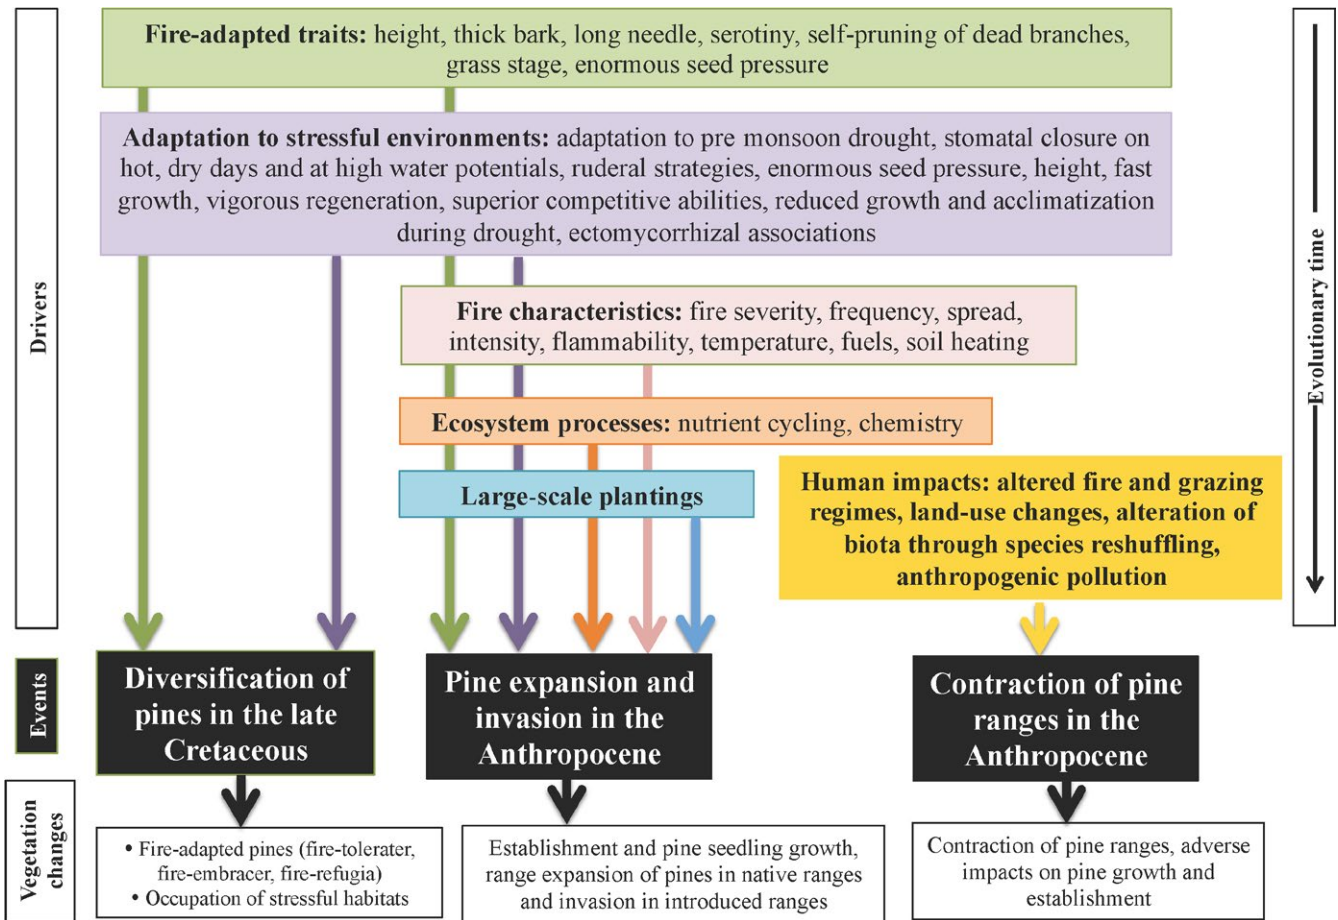 Fire-adapted traits: height, thick bark, long needle, serotiny, self-pruning of dead branches,
grass stage, enormous seed pressure
Adaptation to stressful environments: adaptation to pre monsoon drought, stomatal closure on
hot, dry days and at high water potentials, ruderal strategies, enormous seed pressure, height, fast
growth, vigorous regeneration, superior competitive abilities, reduced growth and acclimatization
during drought, ectomycorrhizal associations
Fire characteristics: fire severity, frequency, spread,
intensity, flammability, temperature, fuels, soil heating
Ecosystem processes: nutrient cycling, chemistry
Large-scale plantings
Human impacts: altered fire and grazing
regimes, land-use changes, alteration of
biota through species reshuffling,
anthropogenic pollution
Drivers
Evolutionary time
Events
Diversification of
pines in the late
Cretaceous
Pine expansion and
invasion in the
Anthropocene
Contraction of pine
ranges in the
Anthropocene
Vegetation
changes
• Fire-adapted pines (fire-tolerater,
fire-embracer, fire-refugia)
• Occupation of stressful habitats
Establishment and pine seedling growth,
range expansion of pines in native ranges
and invasion in introduced ranges
Contraction of pine ranges, adverse
impacts on pine growth and
establishment